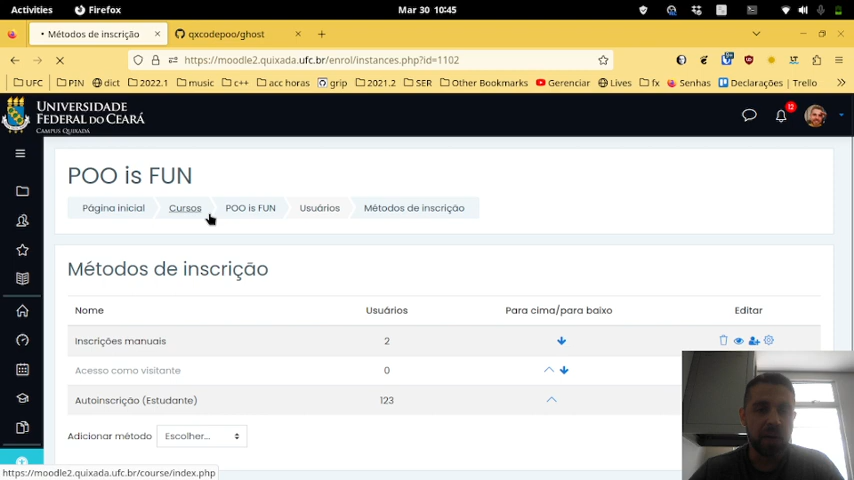 Activities Firefox Mar 30 10:45
Métodos de inscrição × qxcodepoo/ghost × +
https://moodle2.quixada.ufc.br/enrol/instances.php?id=1102
UFC PIN dict 2022.1 music c++ acc horas grip 2021.2 SER Other Bookmarks Gerenciar Lives fx Senhas Declarações | Trello
UNIVERSIDADE
FEDERAL DO CEARÁ
CAMPUS QUIXADÁ
12
POO is FUN
Página inicial Cursos POO is FUN Usuários Métodos de inscrição
Métodos de inscrição
Nome Usuários Para cima/para baixo Editar
Inscrições manuais 2
Acesso como visitante 0
Autoinscrição (Estudante) 123
Adicionar método Escolher...
https://moodle2.quixada.ufc.br/course/index.php